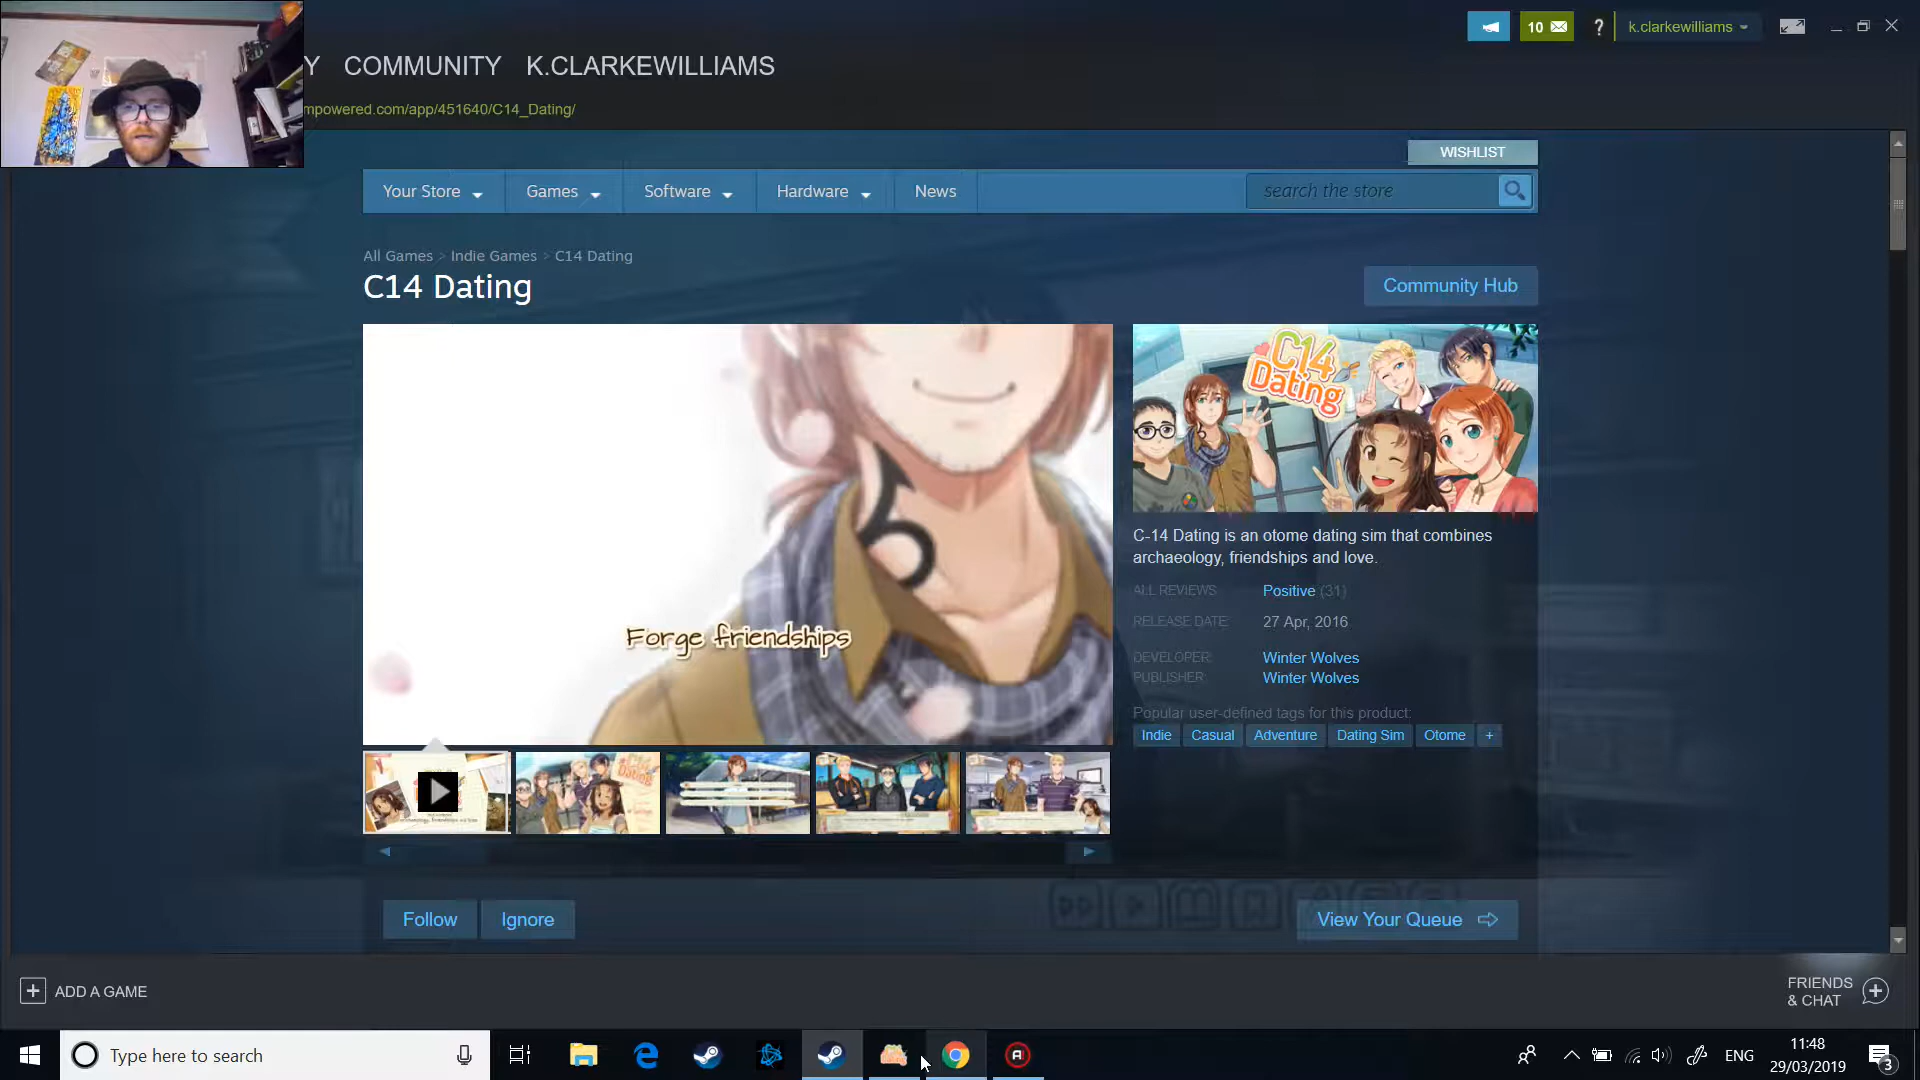 10
?
k.clarkewilliams
Y COMMUNITY K.CLARKEWILLIAMS
mpowered.com/app/451640/C14_Dating/
WISHLIST
Your Store Games Software Hardware News search the store
All Games > Indie Games > C14 Dating
C14 Dating
Community Hub
Forge friendships
C14
Dating
C-14 Dating is an otome dating sim that combines
archaeology, friendships and love.
ALL REVIEWS: Positive (31)
RELEASE DATE: 27 Apr, 2016
DEVELOPER: Winter Wolves
PUBLISHER: Winter Wolves
Popular user-defined tags for this product:
Indie Casual Adventure Dating Sim Otome +
Follow Ignore View Your Queue
ADD A GAME
FRIENDS
& CHAT
Type here to search
ENG
11:48
29/03/2019
3